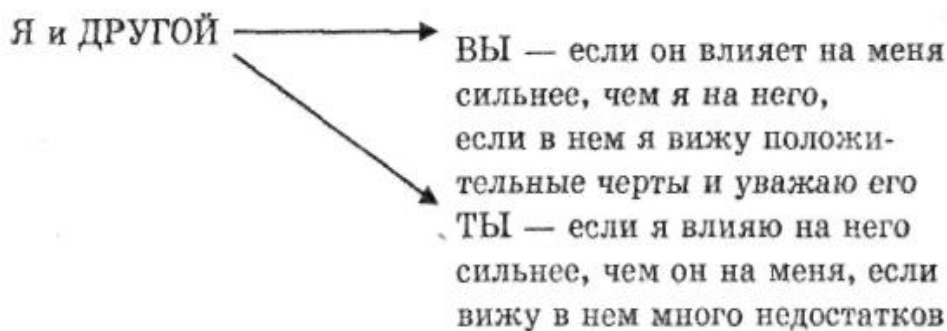 Я и ДРУГОЙ
ВЫ — если он влияет на меня
сильнее, чем я на него,
если в нем я вижу положи-
тельные черты и уважаю его
ТЫ — если я влияю на него
сильнее, чем он на меня, если
вижу в нем много недостатков